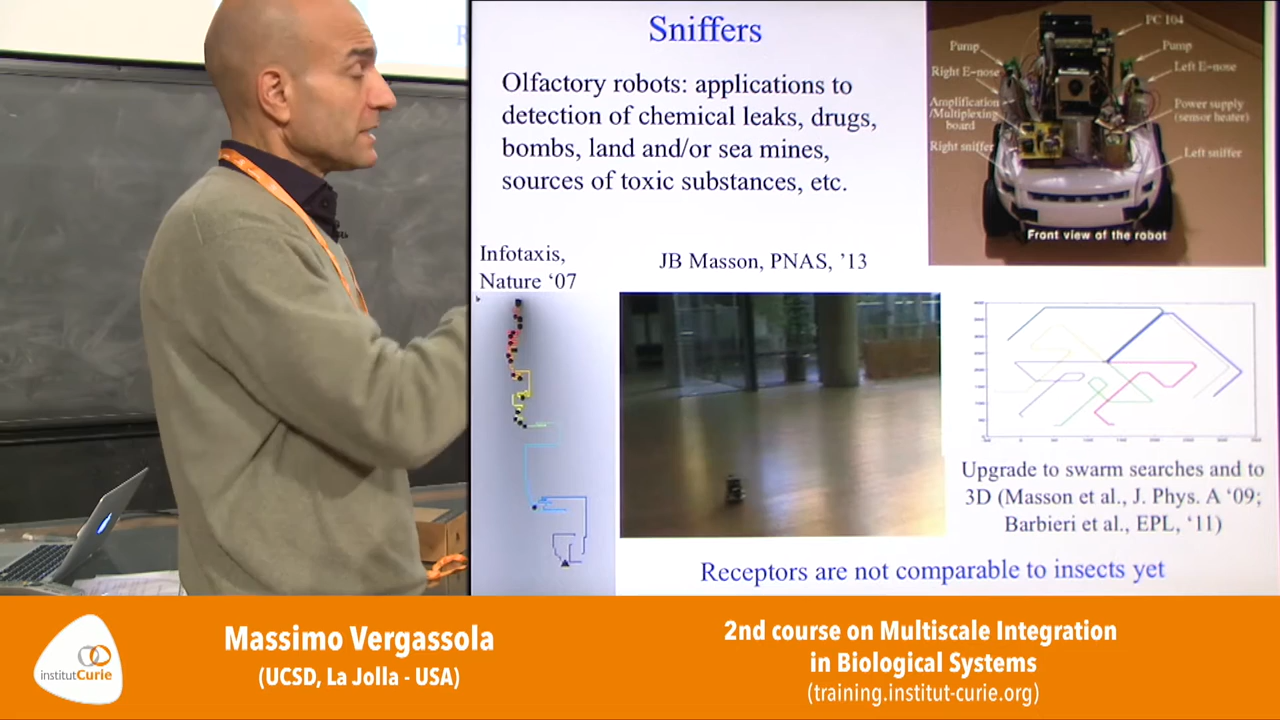 Sniffers
Olfactory robots: applications to
detection of chemical leaks, drugs,
bombs, land and/or sea mines,
sources of toxic substances, etc.
PC 104
Pump
Pump
Right E-nose
Left E-nose
Amplification
/Multiplexing
board
Power supply
(sensor heater)
Right sniffer
Left sniffer
Front view of the robot
Infotaxis,
Nature ‘07
JB Masson, PNAS, ’13
Upgrade to swarm searches and to
3D (Masson et al., J. Phys. A ‘09;
Barbieri et al., EPL, ‘11)
Receptors are not comparable to insects yet
institutCurie
Massimo Vergassola
(UCSD, La Jolla - USA)
2nd course on Multiscale Integration
in Biological Systems
(training.institut-curie.org)